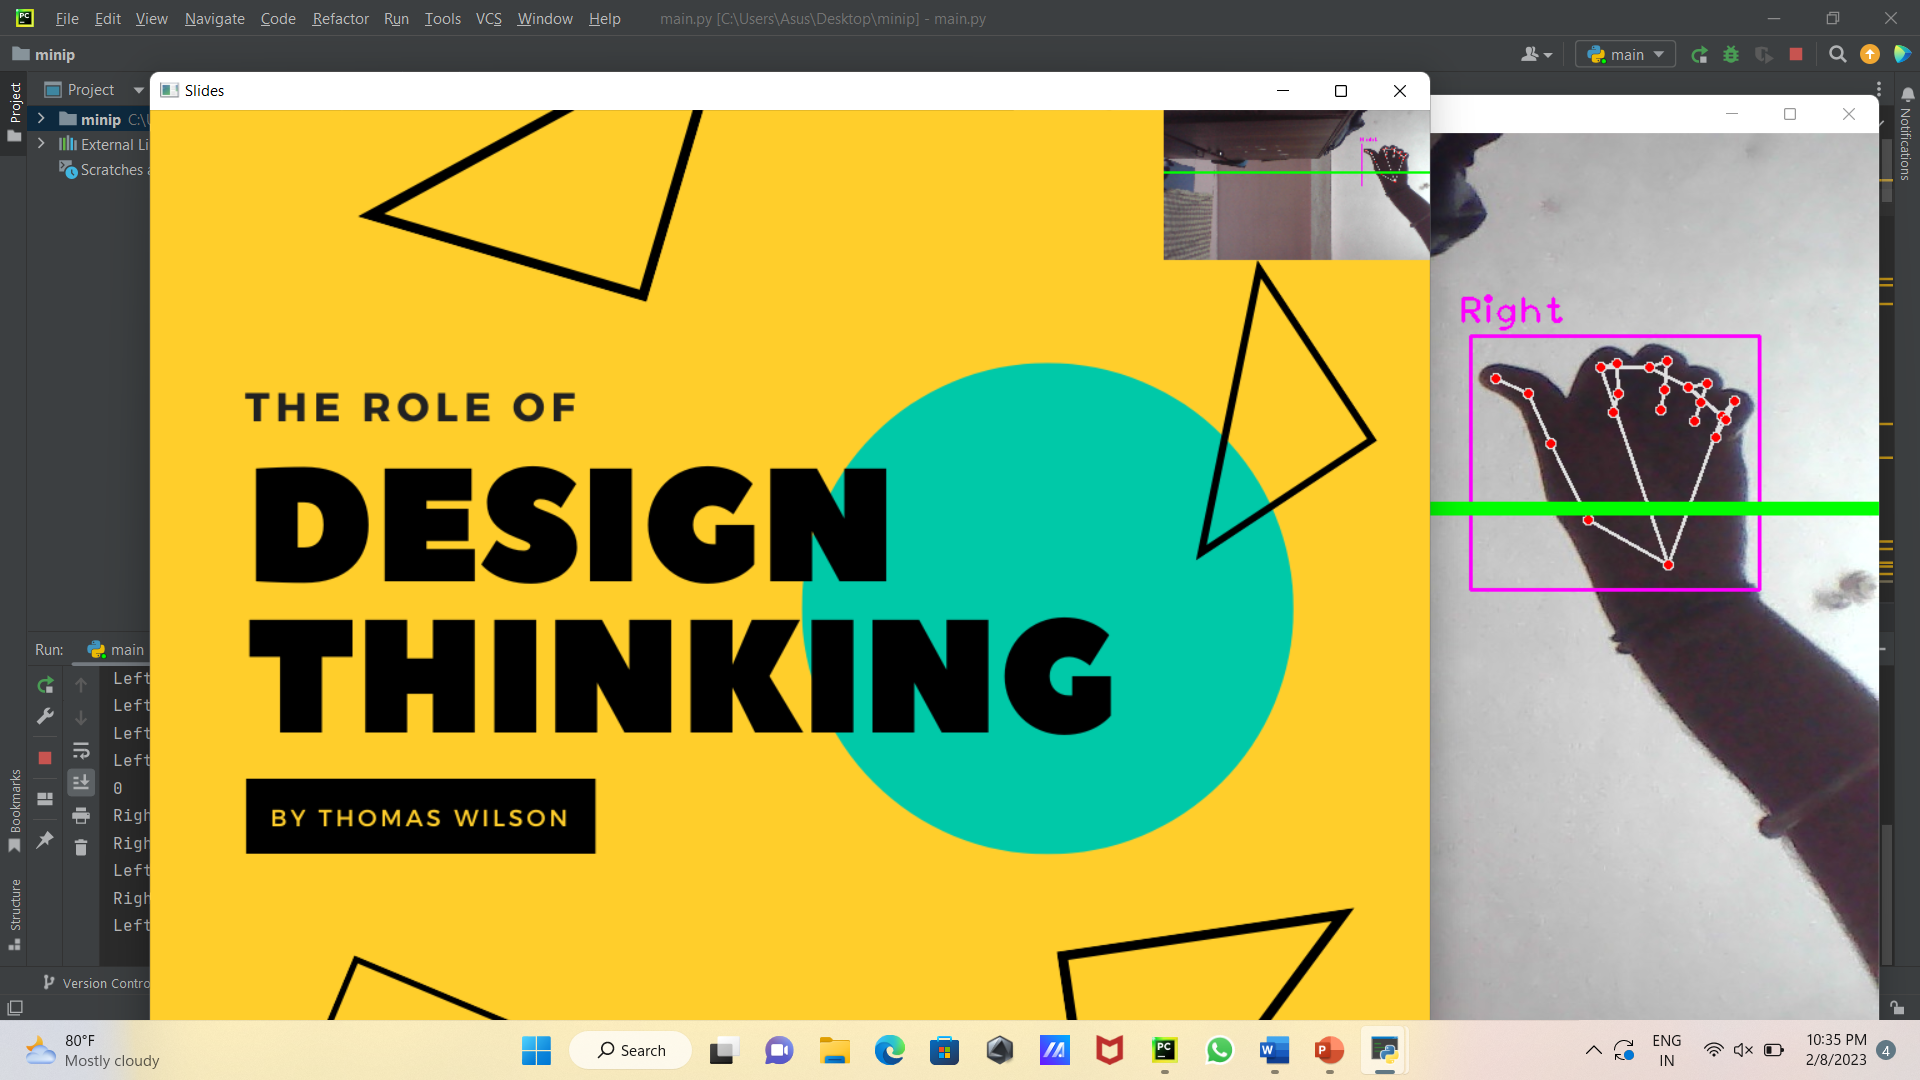 PC File Edit View Navigate Code Refactor Run Tools VCS Window Help main.py [C:\Users\Asus\Desktop\minip] - main.py
minip
main
Project
Project
minip C:\U
External Li
Scratches a
Notifications
Slides
Right
THE ROLE OF
DESIGN
THINKING
BY THOMAS WILSON
Run: main
Left
Left
Left
Left
0
Righ
Righ
Left
Righ
Left
Bookmarks
Structure
Version Contro
80°F
Mostly cloudy
Search
PC
W
P
ENG
IN
10:35 PM
2/8/2023
4